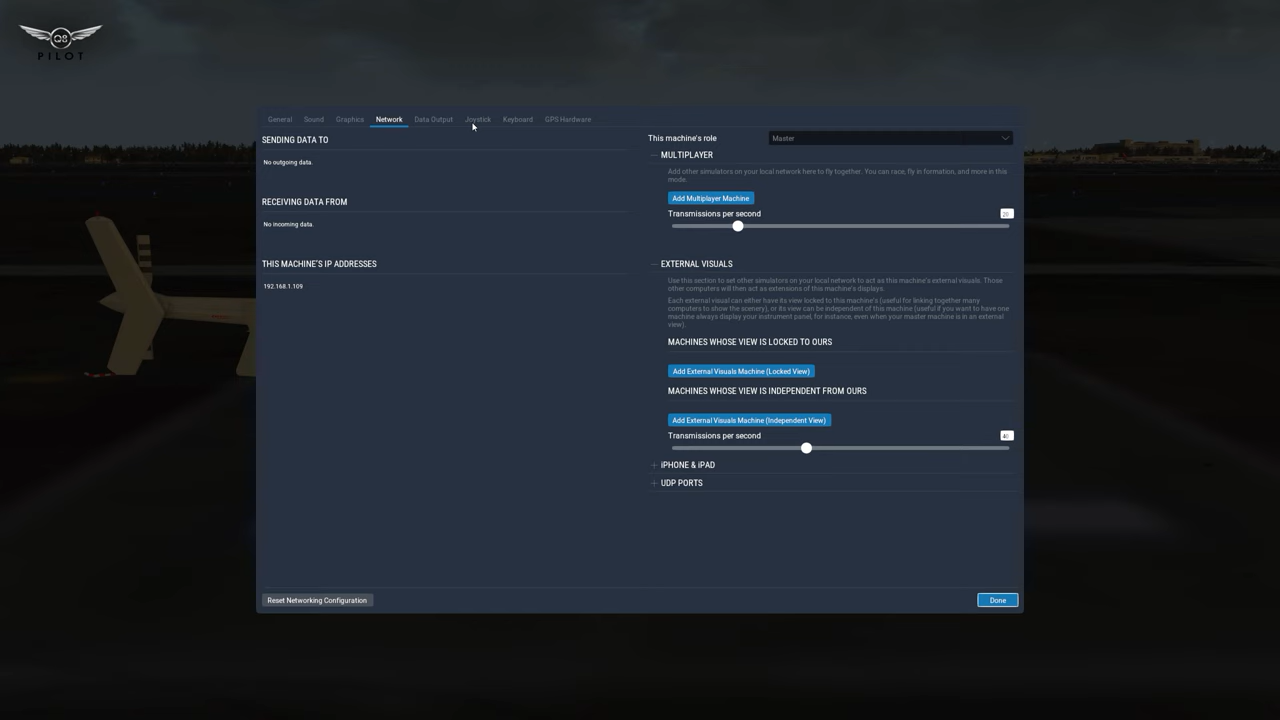 Q8
PILOT
General Sound Graphics Network Data Output Joystick Keyboard GPS Hardware
SENDING DATA TO
No outgoing data.
RECEIVING DATA FROM
No incoming data.
THIS MACHINE'S IP ADDRESSES
192.168.1.109
This machine's role Master
MULTIPLAYER
Add other simulators on your local network here to fly together. You can race, fly in formation, and more in this
mode.
Add Multiplayer Machine
Transmissions per second 20
EXTERNAL VISUALS
Use this section to set other simulators on your local network to act as this machine's external visuals. Those
other computers will then act as extensions of this machine's displays.
Each external visual can either have its view locked to this machine's (useful for linking together many
computers to show the scenery), or its view can be independent of this machine (useful if you want to have one
machine always display your instrument panel, for instance, even when your master machine is in an external
view).
MACHINES WHOSE VIEW IS LOCKED TO OURS
Add External Visuals Machine (Locked View)
MACHINES WHOSE VIEW IS INDEPENDENT FROM OURS
Add External Visuals Machine (Independent View)
Transmissions per second 40
iPHONE & iPAD
UDP PORTS
Reset Networking Configuration
Done